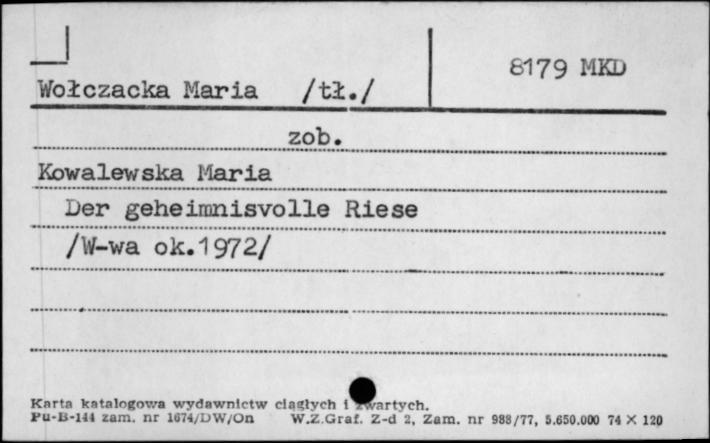 8179 MKD
Wołczacka Maria /tł./
zob.
Kowalewska Maria
Der geheimnisvolle Riese
/W-wa ok.1972/
Karta katalogowa wydawnictw ciągłych i zwartych.
Pu-B-144 zam. nr 1674/DW/On W.Z.Graf. Z-d 2, Zam. nr 988/77, 5.650.000 74 × 120